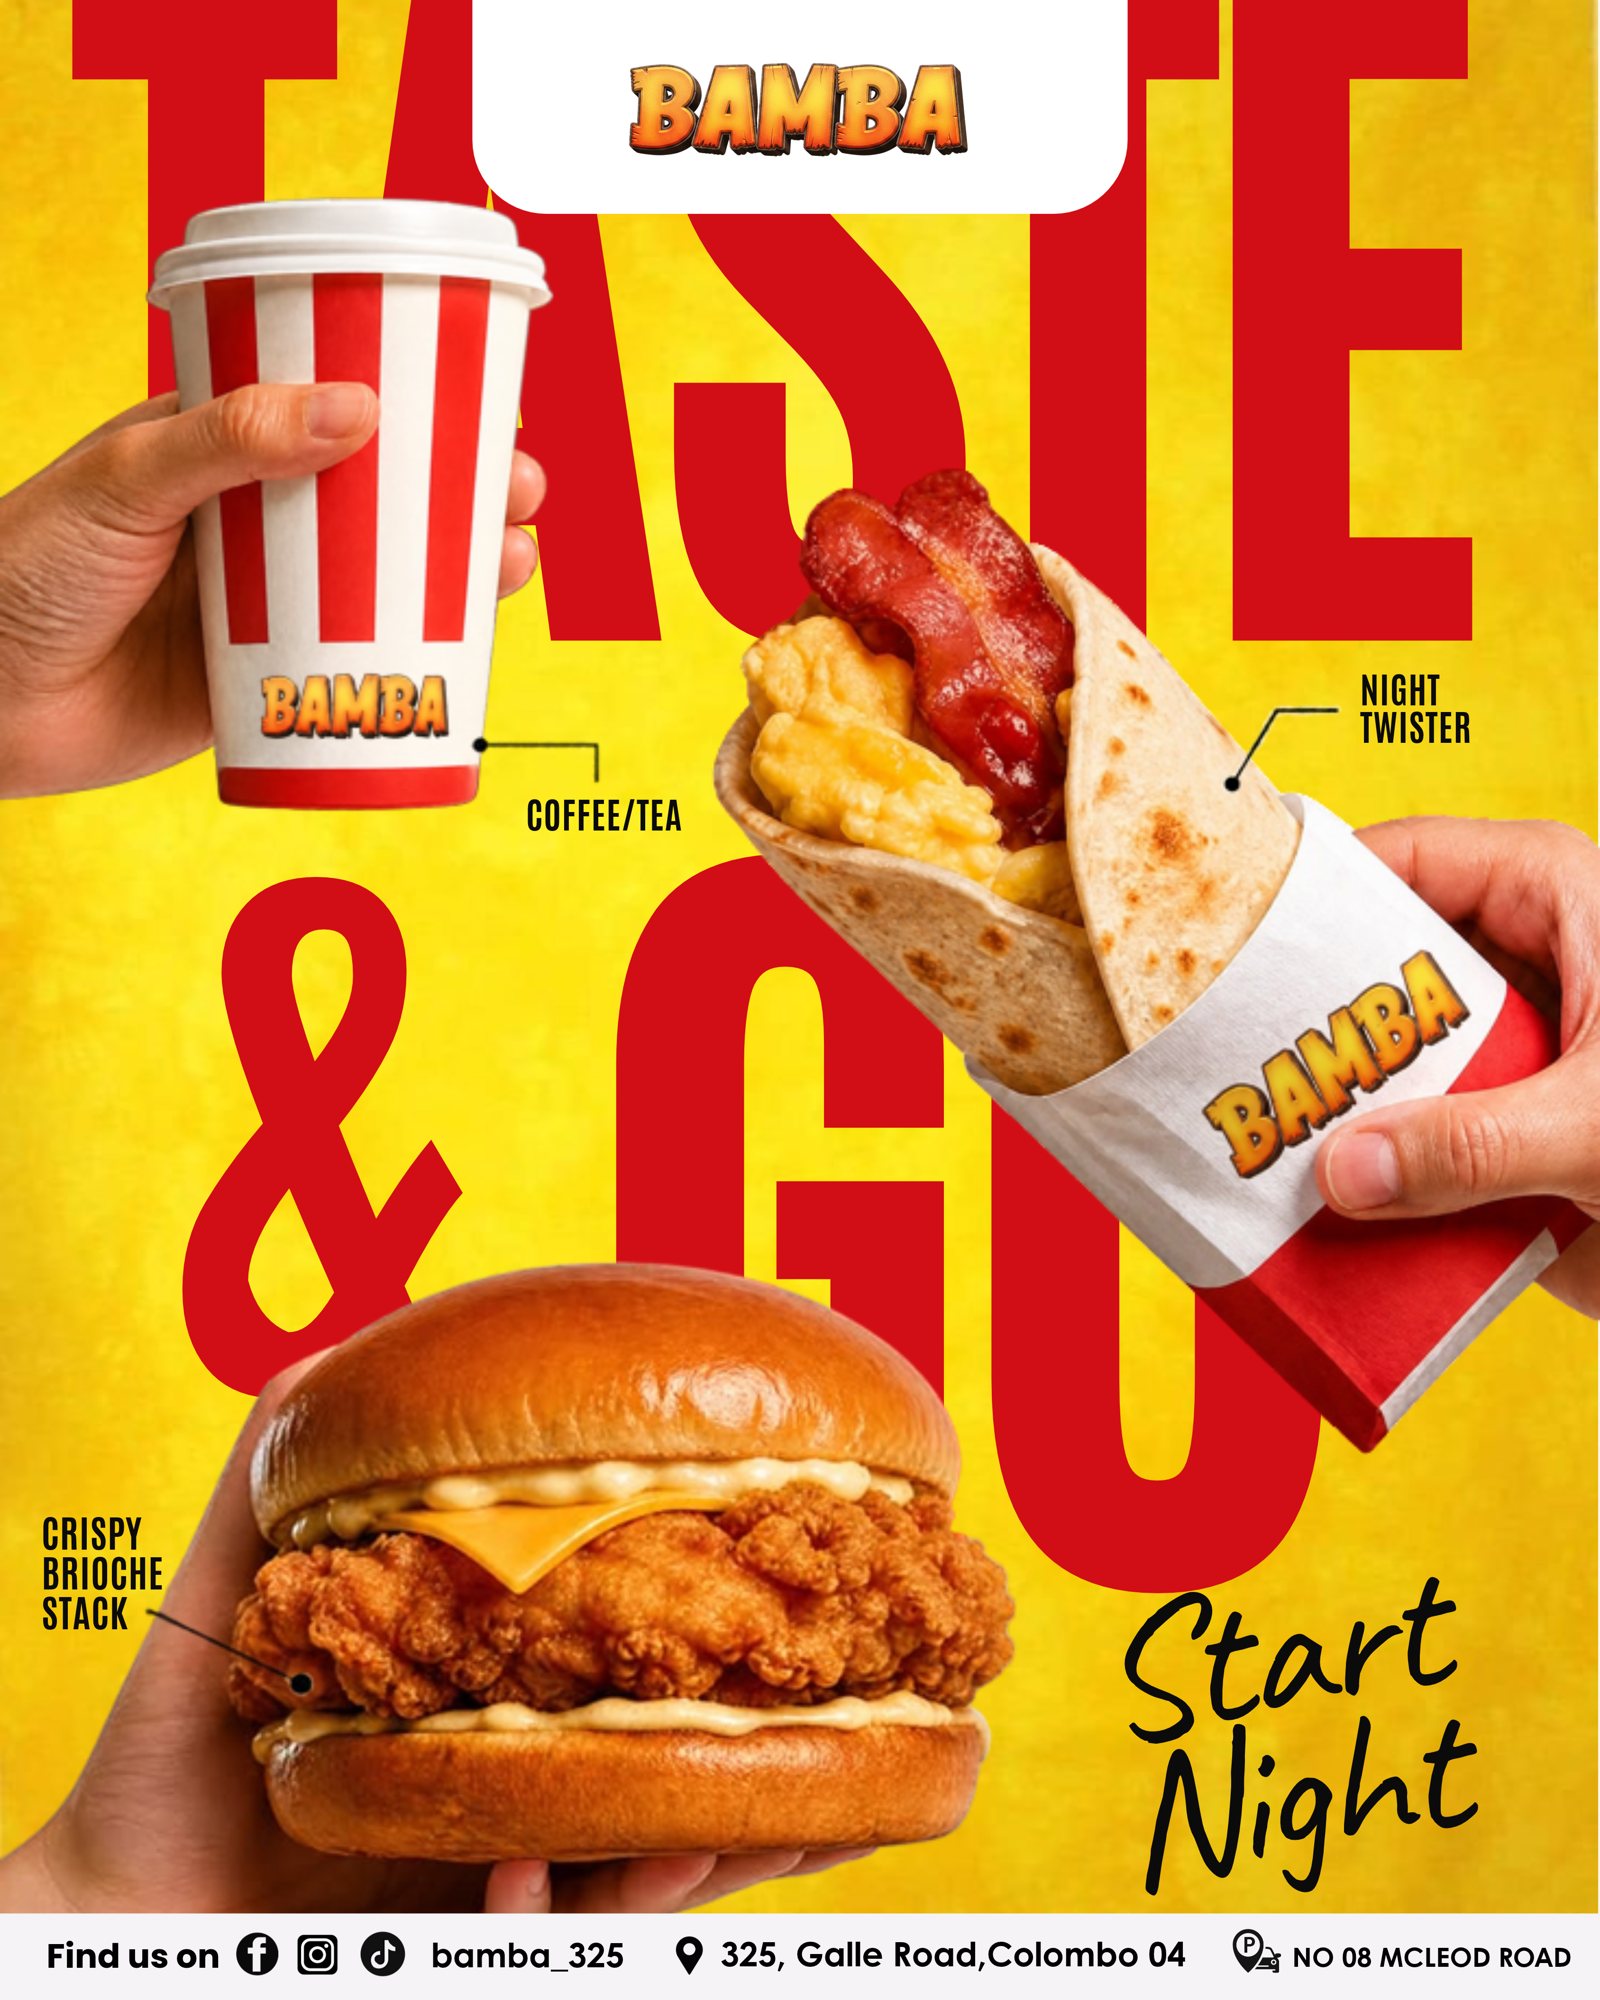 BAMBA
TASTE
BAMBA
COFFEE/TEA
NIGHT
TWISTER
& GO
BAMBA
CRISPY
BRIOCHE
STACK
Start
Night
Find us on bamba_325 325, Galle Road,Colombo 04 NO 08 MCLEOD ROAD